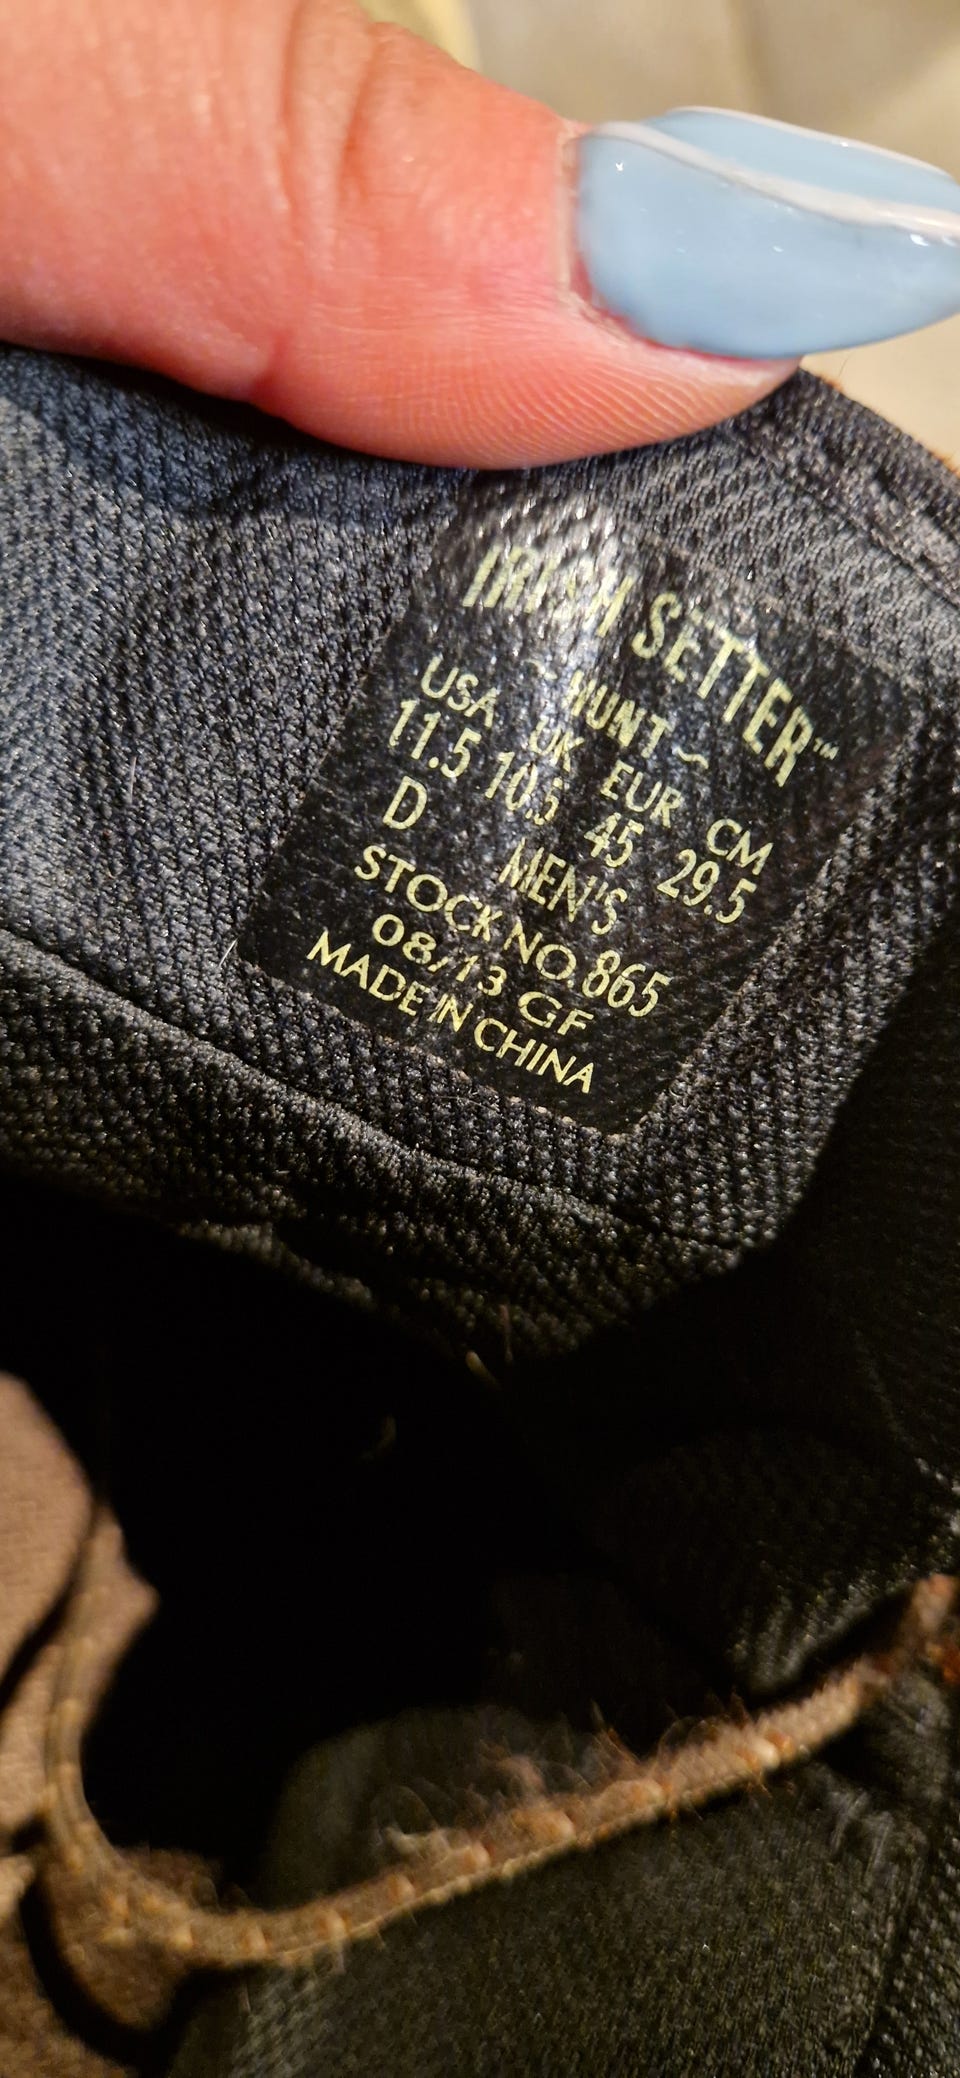 IRISH SETTER™
~ HUNT ~
USA UK EUR CM
11.5 10.5 45 29.5
D MEN'S
STOCK NO. 865
08/13 GF
MADE IN CHINA